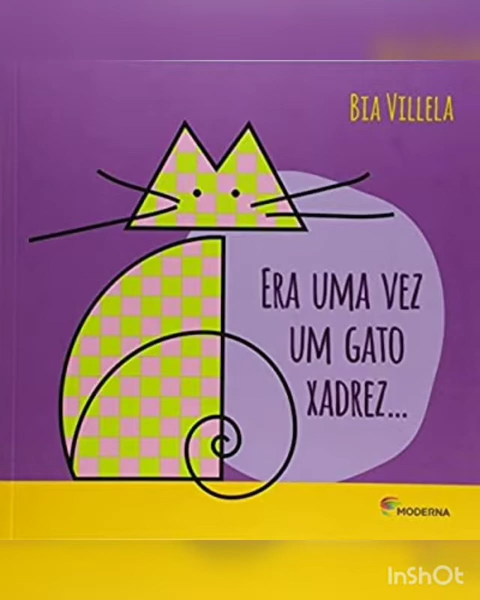 BIA VILLELA
ERA UMA VEZ
UM GATO
XADREZ...
MODERNA
InShOt